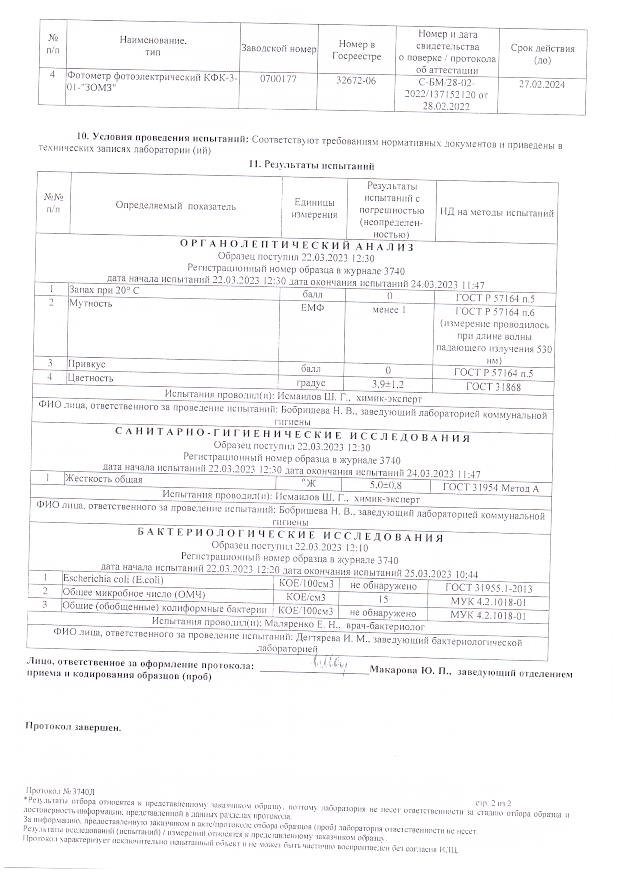 № п/п
Наименование, тип
Заводской номер
Номер в Госреестре
Номер и дата свидетельства о поверке / протокола об аттестации
Срок действия (до)
4 Фотометр фотоэлектрический КФК-3-01-"ЗОМЗ" 0700177 32672-06 С-БМ/28-02-2022/137152120 от 28.02.2022 27.02.2024
10. Условия проведения испытаний: Соответствуют требованиям нормативных документов и приведены в
технических записях лаборатории (ий)
11. Результаты испытаний
№№ п/п
Определяемый показатель
Единицы измерения
Результаты испытаний с погрешностью (неопределен-ностью)
НД на методы испытаний
ОРГАНОЛЕПТИЧЕСКИЙ АНАЛИЗ
Образец поступил 22.03.2023 12:30
Регистрационный номер образца в журнале 3740
дата начала испытаний 22.03.2023 12:30 дата окончания испытаний 24.03.2023 11:47
1 Запах при 20° С балл 0 ГОСТ Р 57164 п.5
2 Мутность ЕМФ менее 1 ГОСТ Р 57164 п.6
(измерение проводилось
при длине волны
падающего излучения 530
нм)
3 Привкус балл 0 ГОСТ Р 57164 п.5
4 Цветность градус 3,9±1,2 ГОСТ 31868
Испытания проводил(и): Исмаилов Ш. Г., химик-эксперт
ФИО лица, ответственного за проведение испытаний: Бобришева Н. В., заведующий лабораторией коммунальной
гигиены
САНИТАРНО-ГИГИЕНИЧЕСКИЕ ИССЛЕДОВАНИЯ
Образец поступил 22.03.2023 12:30
Регистрационный номер образца в журнале 3740
дата начала испытаний 22.03.2023 12:30 дата окончания испытаний 24.03.2023 11:47
1 Жесткость общая °Ж 5,0±0,8 ГОСТ 31954 Метод А
Испытания проводил(и): Исмаилов Ш. Г., химик-эксперт
ФИО лица, ответственного за проведение испытаний: Бобришева Н. В., заведующий лабораторией коммунальной
гигиены
БАКТЕРИОЛОГИЧЕСКИЕ ИССЛЕДОВАНИЯ
Образец поступил 22.03.2023 12:10
Регистрационный номер образца в журнале 3740
дата начала испытаний 22.03.2023 12:20 дата окончания испытаний 25.03.2023 10:44
1 Escherichia coli (E.coli) КОЕ/100см3 не обнаружено ГОСТ 31955.1-2013
2 Общее микробное число (ОМЧ) КОЕ/см3 15 МУК 4.2.1018-01
3 Общие (обобщенные) колиформные бактерии КОЕ/100см3 не обнаружено МУК 4.2.1018-01
Испытания проводил(и): Маляренко Е. Н., врач-бактериолог
ФИО лица, ответственного за проведение испытаний: Дегтярева И. М., заведующий бактериологической
лабораторией
Лицо, ответственное за оформление протокола: Макарова Ю. П., заведующий отделением
приема и кодирования образцов (проб)
Протокол завершен.
Протокол № 3740Л
стр. 2 из 2
*Результаты отбора относятся к представленному заказчиком образцу, поэтому лаборатория не несет ответственности за стадию отбора образца и
достоверность информации, представленной в данных разделах протокола.
За информацию, предоставленную заказчиком в акте/протоколе отбора образцов (проб) лаборатория ответственности не несет.
Результаты исследований (испытаний) / измерений относятся к представленному заказчиком образцу.
Протокол характеризует исключительно испытанный объект и не может быть частично воспроизведен без согласия ИЛЦ.